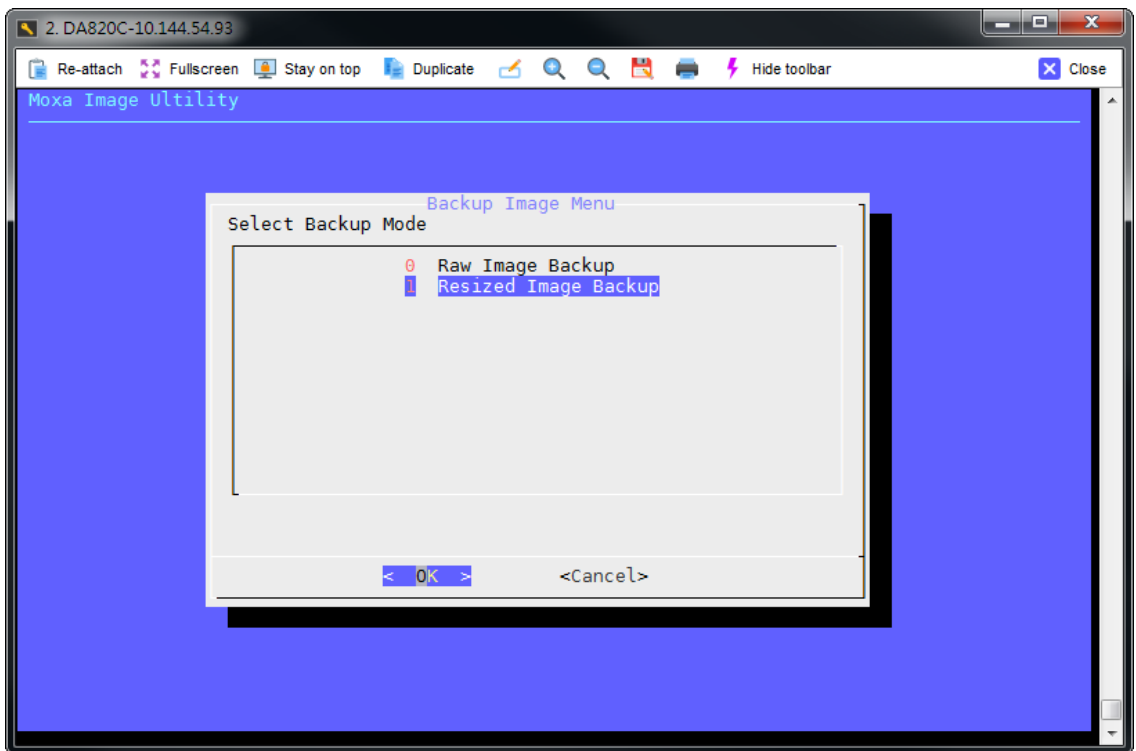 2. DA820C-10.144.54.93
Re-attach Fullscreen Stay on top Duplicate Hide toolbar Close
Moxa Image Ultility
Backup Image Menu
Select Backup Mode
0 Raw Image Backup
1 Resized Image Backup
< OK > <Cancel>